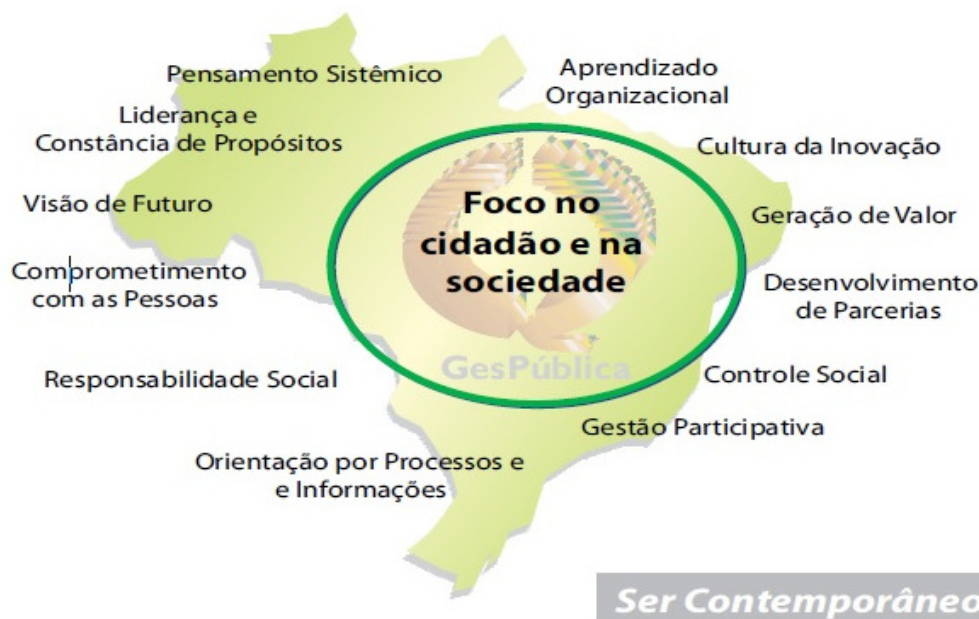 Pensamento Sistêmico
Aprendizado
Organizacional
Liderança e
Constância de Propósitos
Cultura da Inovação
Visão de Futuro
Foco no
cidadão e na
sociedade
Geração de Valor
Comprometimento
com as Pessoas
Desenvolvimento
de Parcerias
GesPública
Responsabilidade Social
Controle Social
Gestão Participativa
Orientação por Processos e
e Informações
Ser Contemporâneo